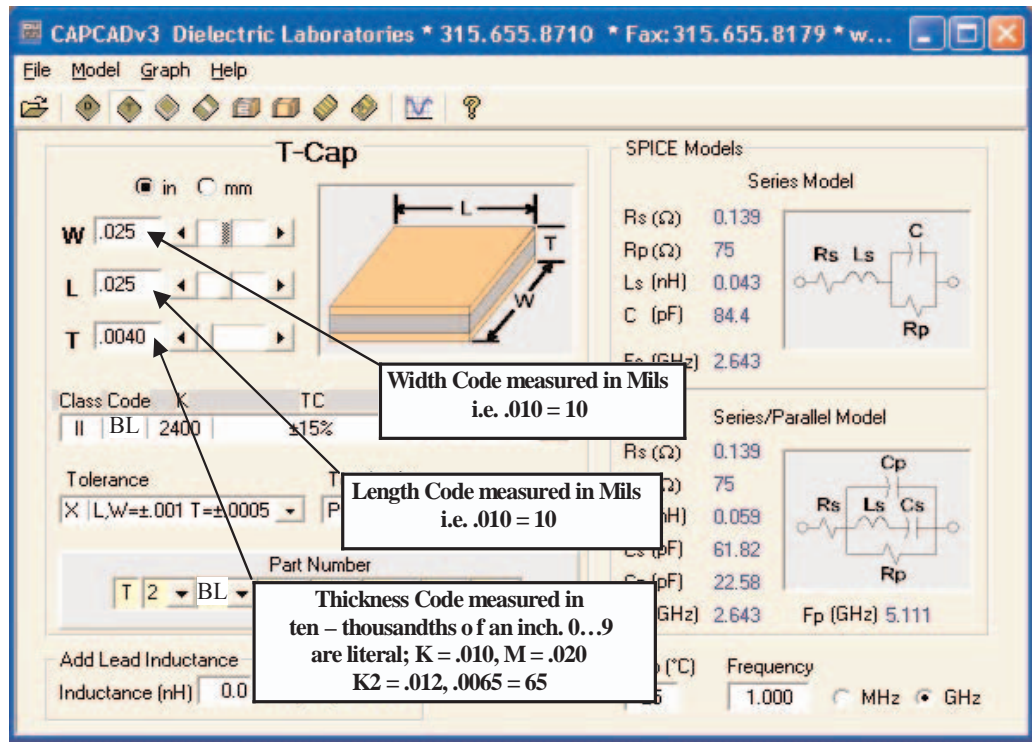 CAPCADv3 Dielectric Laboratories * 315.655.8710 * Fax:315.655.8179 * w...
File Model Graph Help
T-Cap
in mm
W .025
L .025
T .0040
L
T
W
Class Code K TC
II BL 2400 ±15%
Tolerance
X L,W=±.001 T=±.0005 P
Part Number
T 2 BL
Add Lead Inductance
Inductance (nH) 0.0
Width Code measured in Mils
i.e. .010 = 10
Length Code measured in Mils
i.e. .010 = 10
Thickness Code measured in
ten – thousandths of an inch. 0…9
are literal; K = .010, M = .020
K2 = .012, .0065 = 65
SPICE Models
Series Model
Rs (Ω) 0.139
Rp (Ω) 75
Ls (nH) 0.043
C (pF) 84.4
(GHz) 2.643
Rs Ls C
Rp
Series/Parallel Model
Rs (Ω) 0.139
75
0.059
61.82
(pF) 22.58
GHz) 2.643 Fp (GHz) 5.111
Cp
Rs Ls Cs
Rp
(°C) Frequency
1.000 MHz GHz